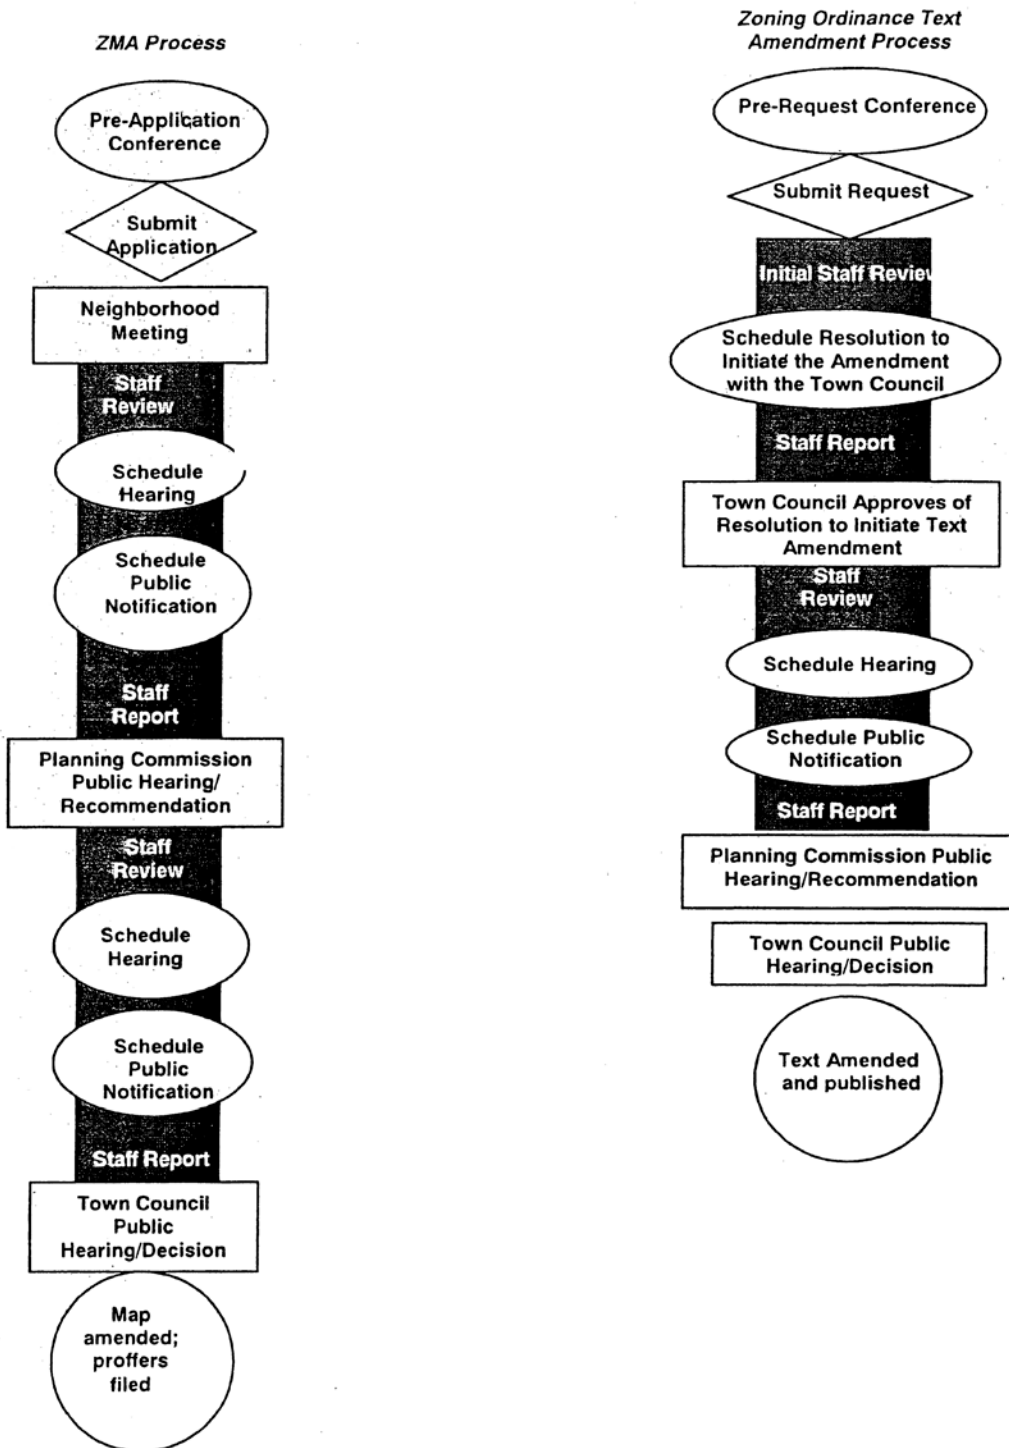 ZMA Process
Pre-Application
Conference
Submit
Application
Neighborhood
Meeting
Staff
Review
Schedule
Hearing
Schedule
Public
Notification
Staff
Report
Planning Commission
Public Hearing/
Recommendation
Staff
Review
Schedule
Hearing
Schedule
Public
Notification
Staff Report
Town Council
Public
Hearing/Decision
Map
amended;
proffers
filed
Zoning Ordinance Text
Amendment Process
Pre-Request Conference
Submit Request
Initial Staff Review
Schedule Resolution to
Initiate the Amendment
with the Town Council
Staff Report
Town Council Approves of
Resolution to Initiate Text
Amendment
Staff
Review
Schedule Hearing
Schedule Public
Notification
Staff Report
Planning Commission Public
Hearing/Recommendation
Town Council Public
Hearing/Decision
Text Amended
and published